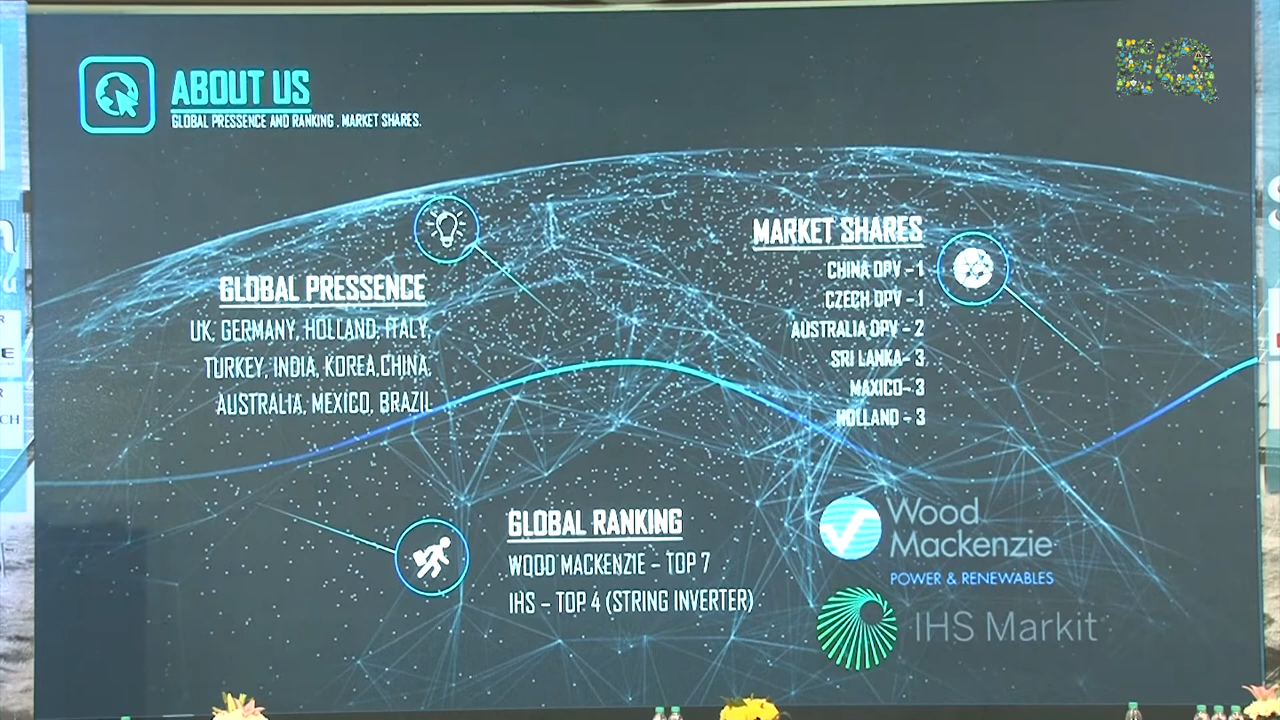 EQ
ABOUT US
GLOBAL PRESSENCE AND RANKING , MARKET SHARES.
GLOBAL PRESSENCE
UK, GERMANY, HOLLAND, ITALY,
TURKEY, INDIA, KOREA,CHINA,
AUSTRALIA, MEXICO, BRAZIL
MARKET SHARES
CHINA DPV – 1
CZECH DPV – 1
AUSTRALIA DPV – 2
SRI LANKA– 3
MAXICO– 3
HOLLAND – 3
GLOBAL RANKING
WOOD MACKENZIE – TOP 7
IHS – TOP 4 (STRING INVERTER)
Wood
Mackenzie
POWER & RENEWABLES
IHS Markit